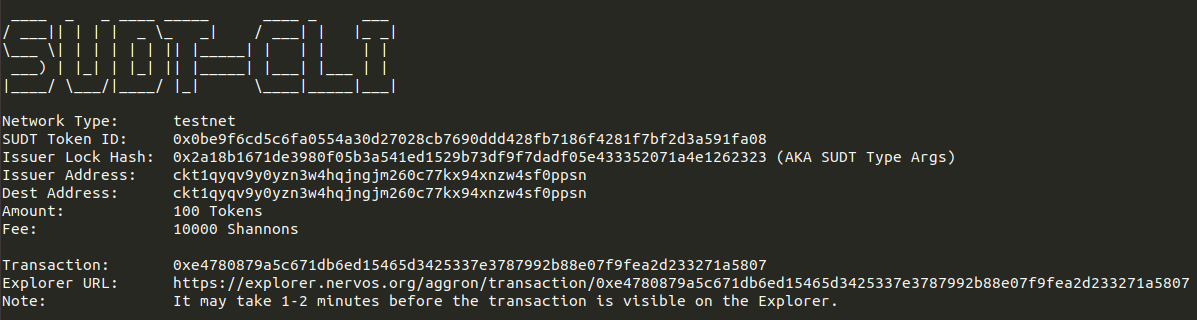 SUDT-CLI
Network Type: testnet
SUDT Token ID: 0x0be9f6cd5c6fa0554a30d27028cb7690ddd428fb7186f4281f7bf2d3a591fa08
Issuer Lock Hash: 0x2a18b1671de3980f05b3a541ed1529b73df9f7dadf05e433352071a4e1262323 (AKA SUDT Type Args)
Issuer Address: ckt1qyqv9y0yzn3w4hqjngjm260c77kx94xnzw4sf0ppsn
Dest Address: ckt1qyqv9y0yzn3w4hqjngjm260c77kx94xnzw4sf0ppsn
Amount: 100 Tokens
Fee: 10000 Shannons
Transaction: 0xe4780879a5c671db6ed15465d3425337e3787992b88e07f9fea2d233271a5807
Explorer URL: https://explorer.nervos.org/aggron/transaction/0xe4780879a5c671db6ed15465d3425337e3787992b88e07f9fea2d233271a5807
Note: It may take 1-2 minutes before the transaction is visible on the Explorer.